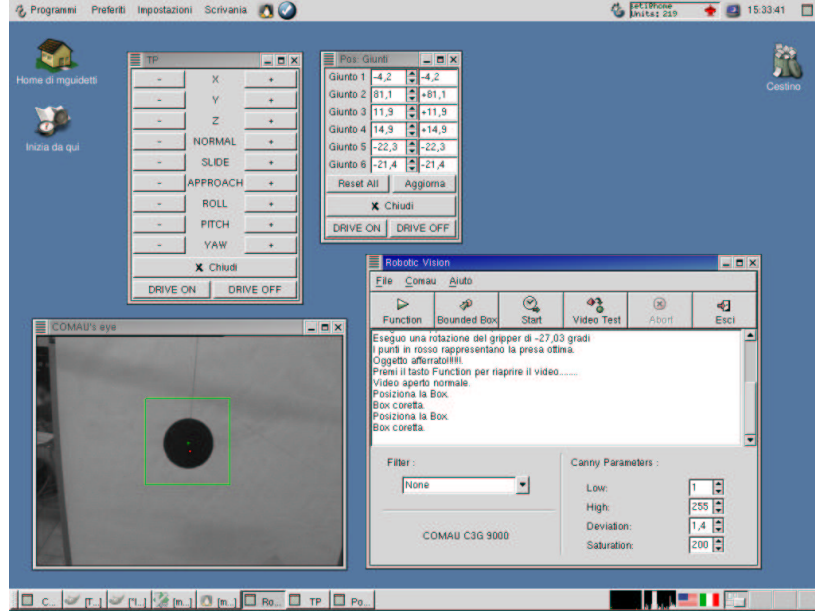 Programmi Preferiti Impostazioni Scrivania
seti@home
Units: 219
15:33:41
Home di mguidetti
Inizia da qui
Cestino
TP
- X +
- Y +
- Z +
- NORMAL +
- SLIDE +
- APPROACH +
- ROLL +
- PITCH +
- YAW +
Chiudi
DRIVE ON DRIVE OFF
Pos. Giunti
Giunto 1 -4,2 -4,2
Giunto 2 81,1 +81,1
Giunto 3 11,9 +11,9
Giunto 4 14,9 +14,9
Giunto 5 -22,3 -22,3
Giunto 6 -21,4 -21,4
Reset All Aggiorna
Chiudi
DRIVE ON DRIVE OFF
COMAU's eye
Robotic Vision
File Comau Aiuto
Function Bounded Box Start Video Test Abort Esci
Eseguo una rotazione del gripper di -27,03 gradi
I punti in rosso rappresentano la presa ottima.
Oggetto afferrato!!!!!!.
Premi il tasto Function per riaprire il video........
Video aperto normale.
Posiziona la Box.
Box coretta.
Posiziona la Box.
Box coretta.
Filter :
None
COMAU C3G 9000
Canny Parameters :
Low: 1
High: 255
Deviation: 1,4
Saturation: 200
C... [T...] ["I...] [m...] [m...] Ro... TP Po...